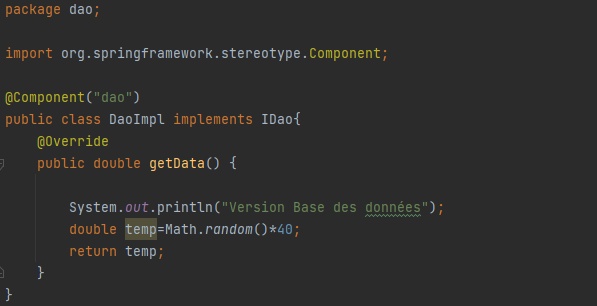 package dao;
import org.springframework.stereotype.Component;
@Component("dao")
public class DaoImpl implements IDao{
@Override
public double getData() {
System.out.println("Version Base des données");
double temp=Math.random()*40;
return temp;
}
}